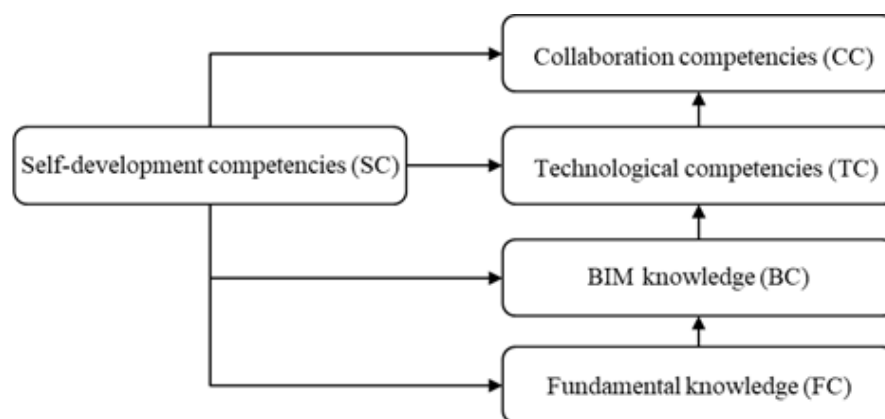 Collaboration competencies (CC)
Self-development competencies (SC)
Technological competencies (TC)
BIM knowledge (BC)
Fundamental knowledge (FC)